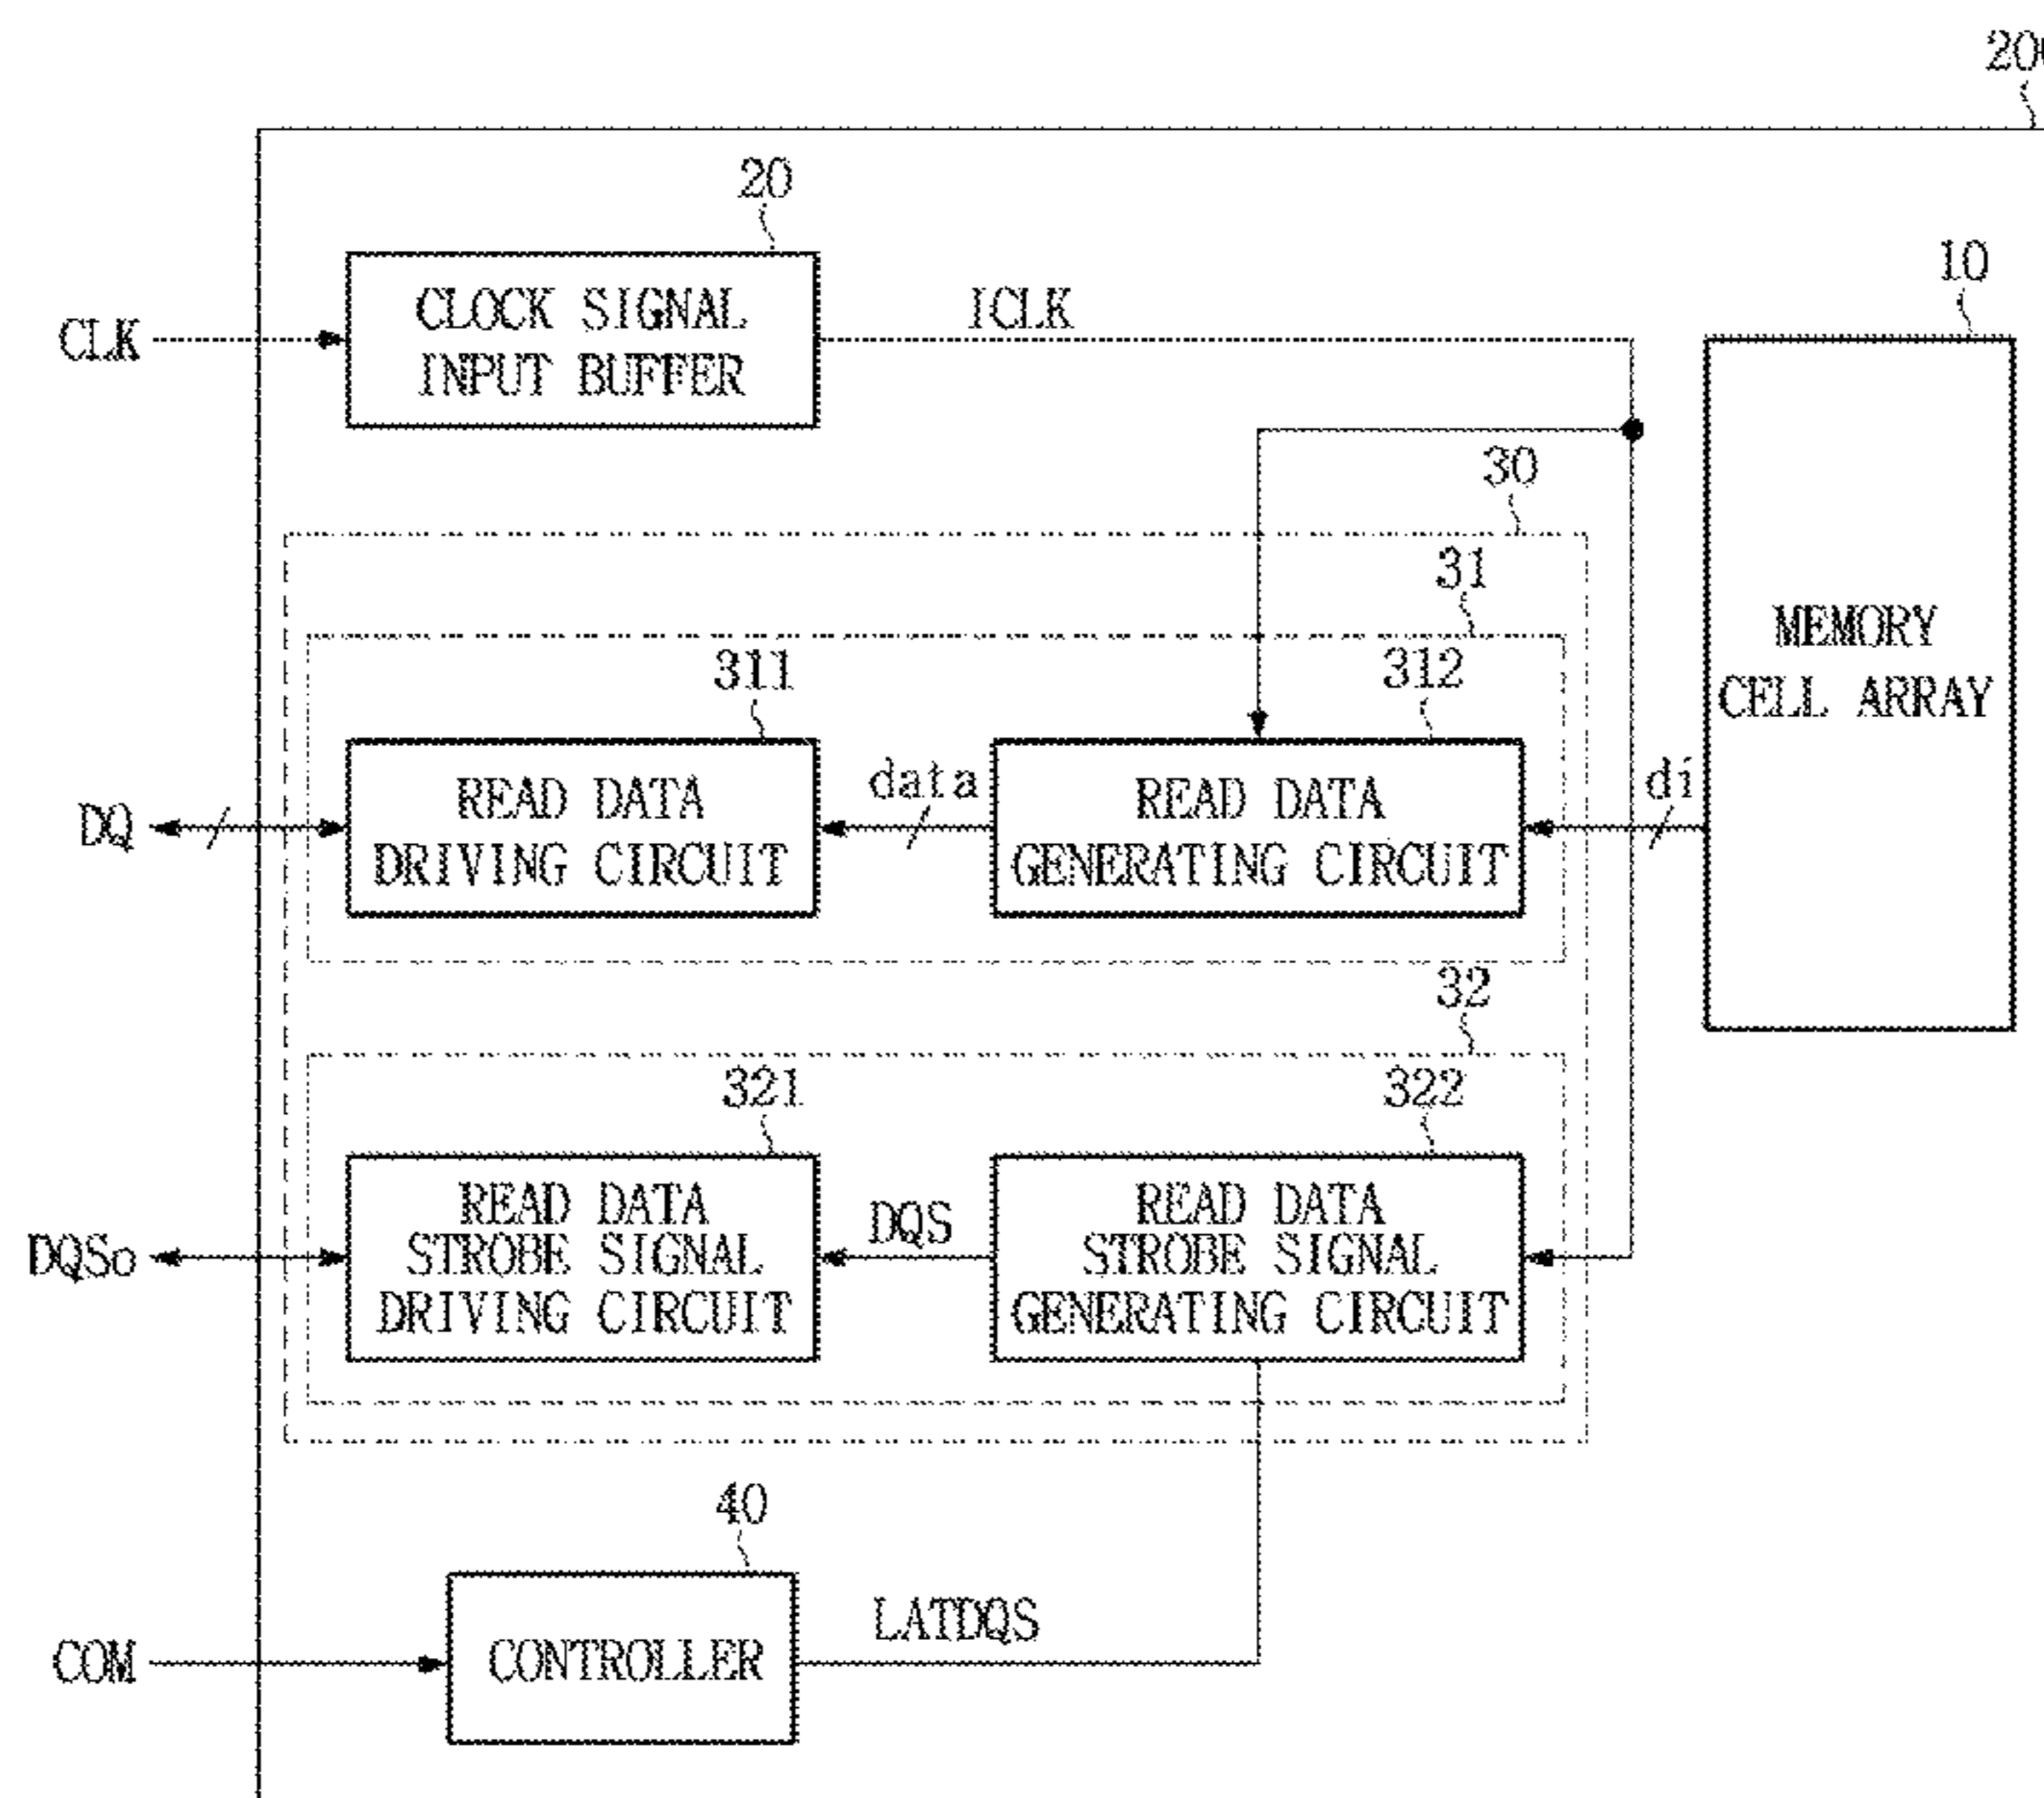 20
CLOCK SIGNAL
INPUT BUFFER
CLK
ICLK
10
MEMORY
CELL ARRAY
30
31
311
312
DQ
READ DATA
DRIVING CIRCUIT
data
READ DATA
GENERATING CIRCUIT
di
32
321
322
DQSo
READ DATA
STROBE SIGNAL
DRIVING CIRCUIT
DQS
READ DATA
STROBE SIGNAL
GENERATING CIRCUIT
40
COM
CONTROLLER
LATDQS